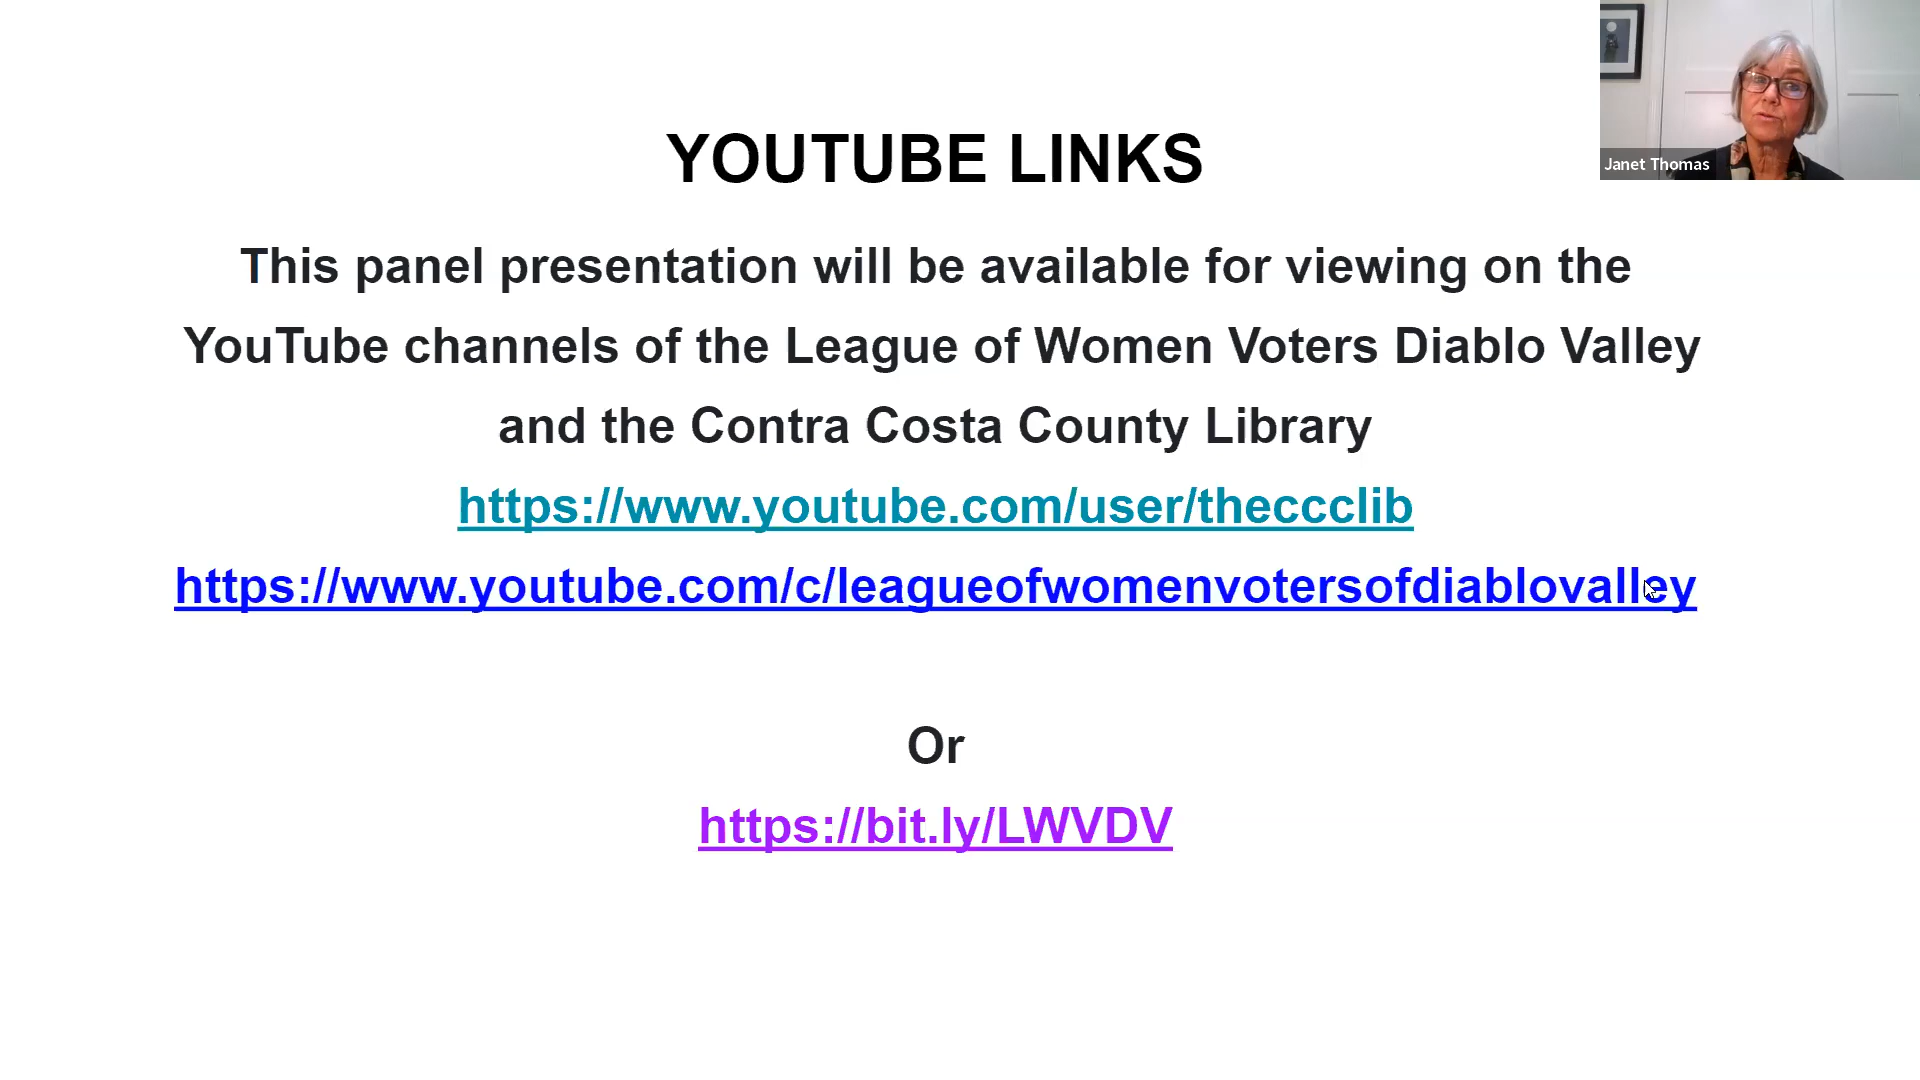 YOUTUBE LINKS
Janet Thomas
This panel presentation will be available for viewing on the
YouTube channels of the League of Women Voters Diablo Valley
and the Contra Costa County Library
https://www.youtube.com/user/theccclib
https://www.youtube.com/c/leagueofwomenvotersofdiablovalley
Or
https://bit.ly/LWVDV